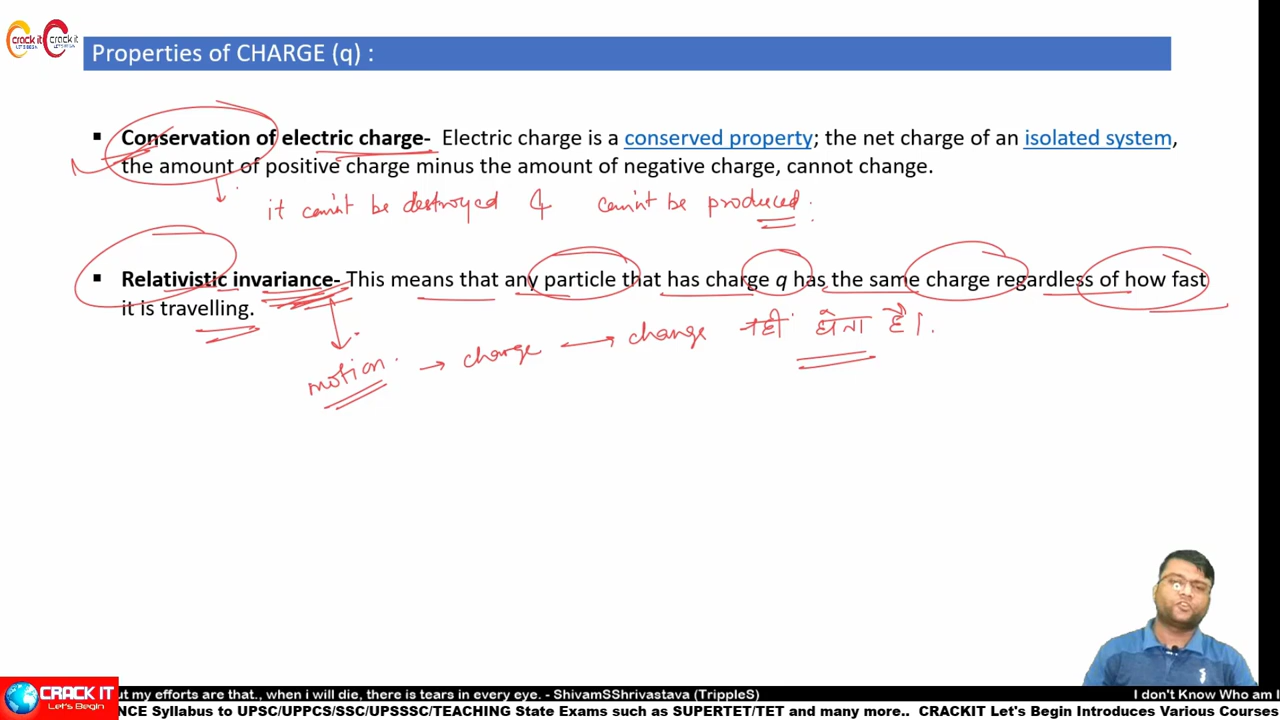 crack it
LET'S BEGIN
crack it
LET'S BEGIN
Properties of CHARGE (q) :
▪ Conservation of electric charge- Electric charge is a conserved property; the net charge of an isolated system,
the amount of positive charge minus the amount of negative charge, cannot change.
it can't be destroyed & can't be produced.
▪ Relativistic invariance- This means that any particle that has charge q has the same charge regardless of how fast
it is travelling.
motion. → charge → change नहीं होता है।
CRACK IT
Let's Begin
ut my efforts are that., when i will die, there is tears in every eye. - ShivamSShrivastava (TrippleS) I don't Know Who am I
NCE Syllabus to UPSC/UPPCS/SSC/UPSSSC/TEACHING State Exams such as SUPERTET/TET and many more.. CRACKIT Let's Begin Introduces Various Courses